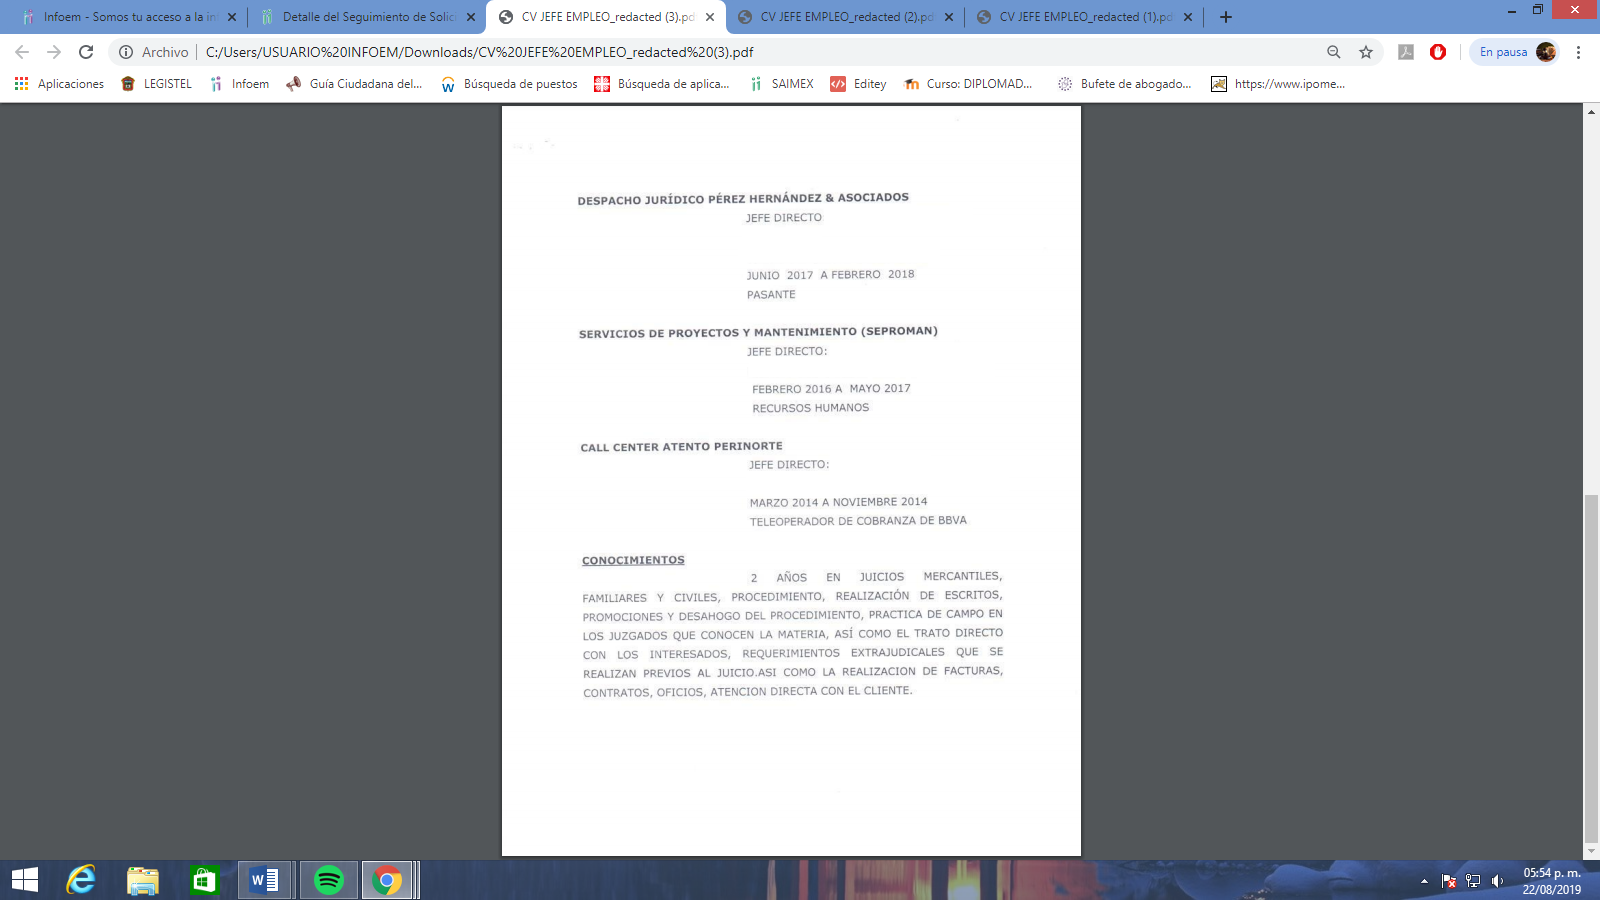 Infoem - Somos tu acceso a la in
Detalle del Seguimiento de Solici
CV JEFE EMPLEO_redacted (3).pd
CV JEFE EMPLEO_redacted (2).pd
CV JEFE EMPLEO_redacted (1).pd
Archivo
C:/Users/USUARIO%20INFOEM/Downloads/CV%20JEFE%20EMPLEO_redacted%20(3).pdf
En pausa
Aplicaciones
LEGISTEL
Infoem
Guía Ciudadana del...
Búsqueda de puestos
Búsqueda de aplica...
SAIMEX
Editey
Curso: DIPLOMAD...
Bufete de abogado...
https://www.ipome...
DESPACHO JURÍDICO PÉREZ HERNÁNDEZ & ASOCIADOS
JEFE DIRECTO
JUNIO 2017 A FEBRERO 2018
PASANTE
SERVICIOS DE PROYECTOS Y MANTENIMIENTO (SEPROMAN)
JEFE DIRECTO:
FEBRERO 2016 A MAYO 2017
RECURSOS HUMANOS
CALL CENTER ATENTO PERINORTE
JEFE DIRECTO:
MARZO 2014 A NOVIEMBRE 2014
TELEOPERADOR DE COBRANZA DE BBVA
CONOCIMIENTOS
2 AÑOS EN JUICIOS MERCANTILES,
FAMILIARES Y CIVILES, PROCEDIMIENTO, REALIZACIÓN DE ESCRITOS,
PROMOCIONES Y DESAHOGO DEL PROCEDIMIENTO, PRACTICA DE CAMPO EN
LOS JUZGADOS QUE CONOCEN LA MATERIA, ASÍ COMO EL TRATO DIRECTO
CON LOS INTERESADOS, REQUERIMIENTOS EXTRAJUDICALES QUE SE
REALIZAN PREVIOS AL JUICIO.ASI COMO LA REALIZACION DE FACTURAS,
CONTRATOS, OFICIOS, ATENCION DIRECTA CON EL CLIENTE.
05:54 p. m.
22/08/2019